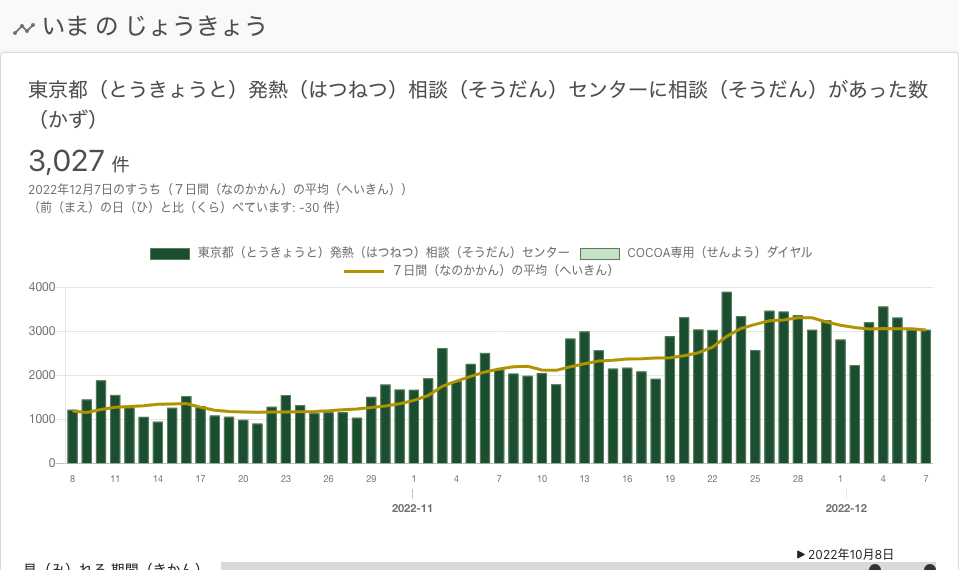 いま の じょうきょう
東京都（とうきょうと）発熱（はつねつ）相談（そうだん）センターに相談（そうだん）があった数
（かず）
3,027 件
2022年12月7日のすうち（７日間（なのかかん）の平均（へいきん））
（前（まえ）の日（ひ）と比（くら）べています: -30 件）
東京都（とうきょうと）発熱（はつねつ）相談（そうだん）センター COCOA専用（せんよう）ダイヤル
７日間（なのかかん）の平均（へいきん）
4000
3000
2000
1000
0
8 11 14 17 20 23 26 29 1 4 7 10 13 16 19 22 25 28 1 4 7
2022-11 2022-12
▶2022年10月8日
見（み）れる 期間（きかん）